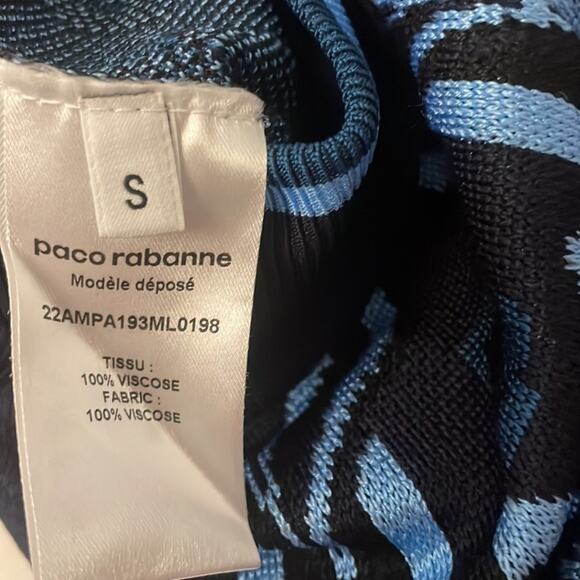 S
paco rabanne
Modèle déposé
22AMPA193ML0198
TISSU :
100% VISCOSE
FABRIC :
100% VISCOSE